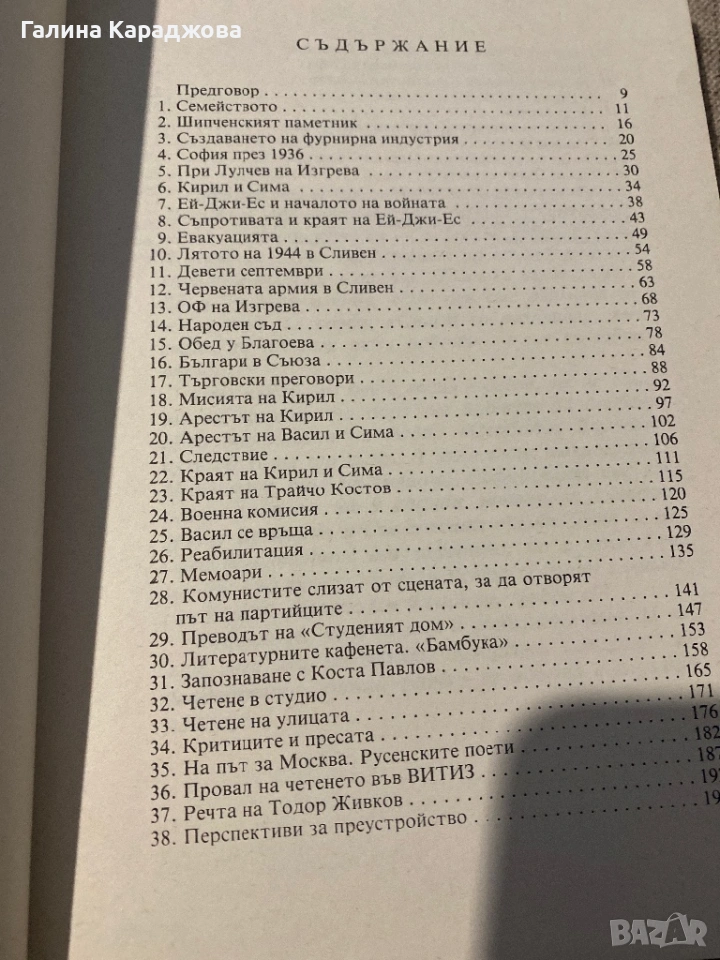 Галина Караджова
СЪДЪРЖАНИЕ
Предговор . . . . . . . . . . . . . . . . . . . . 9
1. Семейството . . . . . . . . . . . . . . . . . . . . 11
2. Шипченският паметник . . . . . . . . . . . . . . . . . . . . 16
3. Създаването на фурнирна индустрия . . . . . . . . . . . . . . . . . . . . 20
4. София през 1936 . . . . . . . . . . . . . . . . . . . . 25
5. При Лулчев на Изгрева . . . . . . . . . . . . . . . . . . . . 30
6. Кирил и Сима . . . . . . . . . . . . . . . . . . . . 34
7. Ей-Джи-Ес и началото на войната . . . . . . . . . . . . . . . . . . . . 38
8. Съпротивата и краят на Ей-Джи-Ес . . . . . . . . . . . . . . . . . . . . 43
9. Евакуацията . . . . . . . . . . . . . . . . . . . . 49
10. Лятото на 1944 в Сливен . . . . . . . . . . . . . . . . . . . . 54
11. Девети септември . . . . . . . . . . . . . . . . . . . . 58
12. Червената армия в Сливен . . . . . . . . . . . . . . . . . . . . 63
13. ОФ на Изгрева . . . . . . . . . . . . . . . . . . . . 68
14. Народен съд . . . . . . . . . . . . . . . . . . . . 73
15. Обед у Благоева . . . . . . . . . . . . . . . . . . . . 78
16. Българи в Съюза . . . . . . . . . . . . . . . . . . . . 84
17. Търговски преговори . . . . . . . . . . . . . . . . . . . . 88
18. Мисията на Кирил . . . . . . . . . . . . . . . . . . . . 92
19. Арестът на Кирил . . . . . . . . . . . . . . . . . . . . 97
20. Арестът на Васил и Сима . . . . . . . . . . . . . . . . . . . . 102
21. Следствие . . . . . . . . . . . . . . . . . . . . 106
22. Краят на Кирил и Сима . . . . . . . . . . . . . . . . . . . . 111
23. Краят на Трайчо Костов . . . . . . . . . . . . . . . . . . . . 115
24. Военна комисия . . . . . . . . . . . . . . . . . . . . 120
25. Васил се връща . . . . . . . . . . . . . . . . . . . . 125
26. Реабилитация . . . . . . . . . . . . . . . . . . . . 129
27. Мемоари . . . . . . . . . . . . . . . . . . . . 135
28. Комунистите слизат от сцената, за да отворят
път на партийците . . . . . . . . . . . . . . . . . . . . 141
29. Преводът на «Студеният дом» . . . . . . . . . . . . . . . . . . . . 147
30. Литературните кафенета. «Бамбука» . . . . . . . . . . . . . . . . . . . . 153
31. Запознаване с Коста Павлов . . . . . . . . . . . . . . . . . . . . 158
32. Четене в студио . . . . . . . . . . . . . . . . . . . . 165
33. Четене на улицата . . . . . . . . . . . . . . . . . . . . 171
34. Критиците и пресата . . . . . . . . . . . . . . . . . . . . 176
35. На път за Москва. Русенските поети . . . . . . . . . . . . . . . . . . . . 182
36. Провал на четенето във ВИТИЗ . . . . . . . . . . . . . . . . . . . . 187
37. Речта на Тодор Живков . . . . . . . . . . . . . . . . . . . .
38. Перспективи за преустройство . . . . . . . . . . . . . . . . . . . .
BAZAR